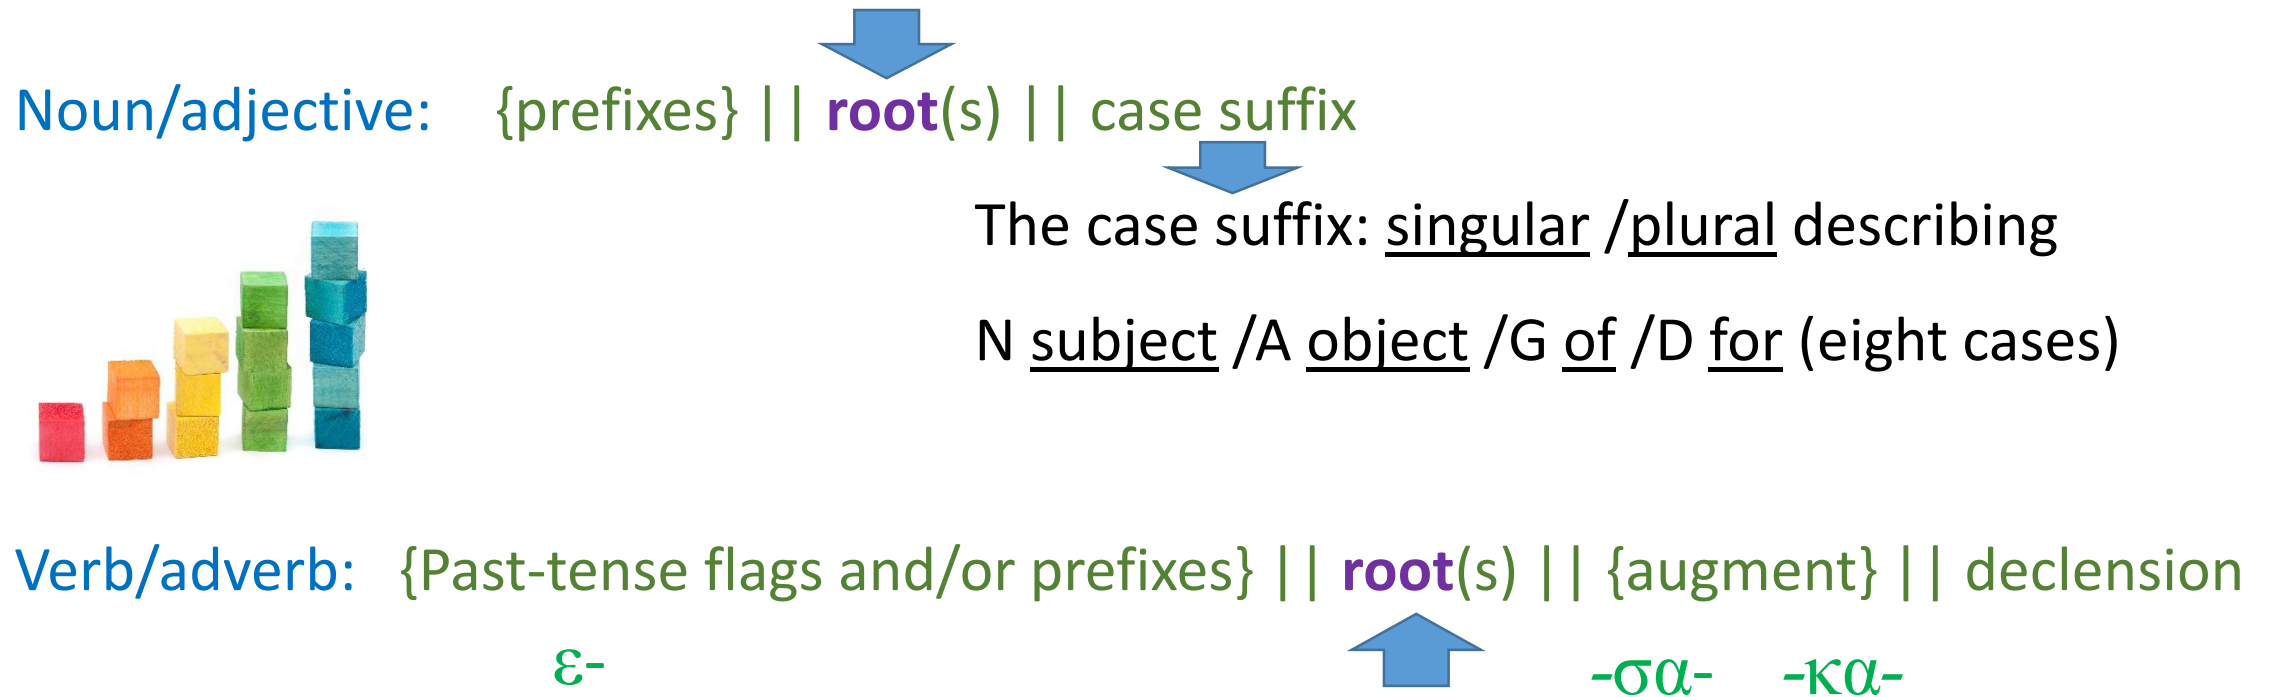 Noun/adjective: {prefixes} || root(s) || case suffix
The case suffix: singular /plural describing
N subject /A object /G of /D for (eight cases)
Verb/adverb: {Past-tense flags and/or prefixes} || root(s) || {augment} || declension
ε- -σα- -κα-